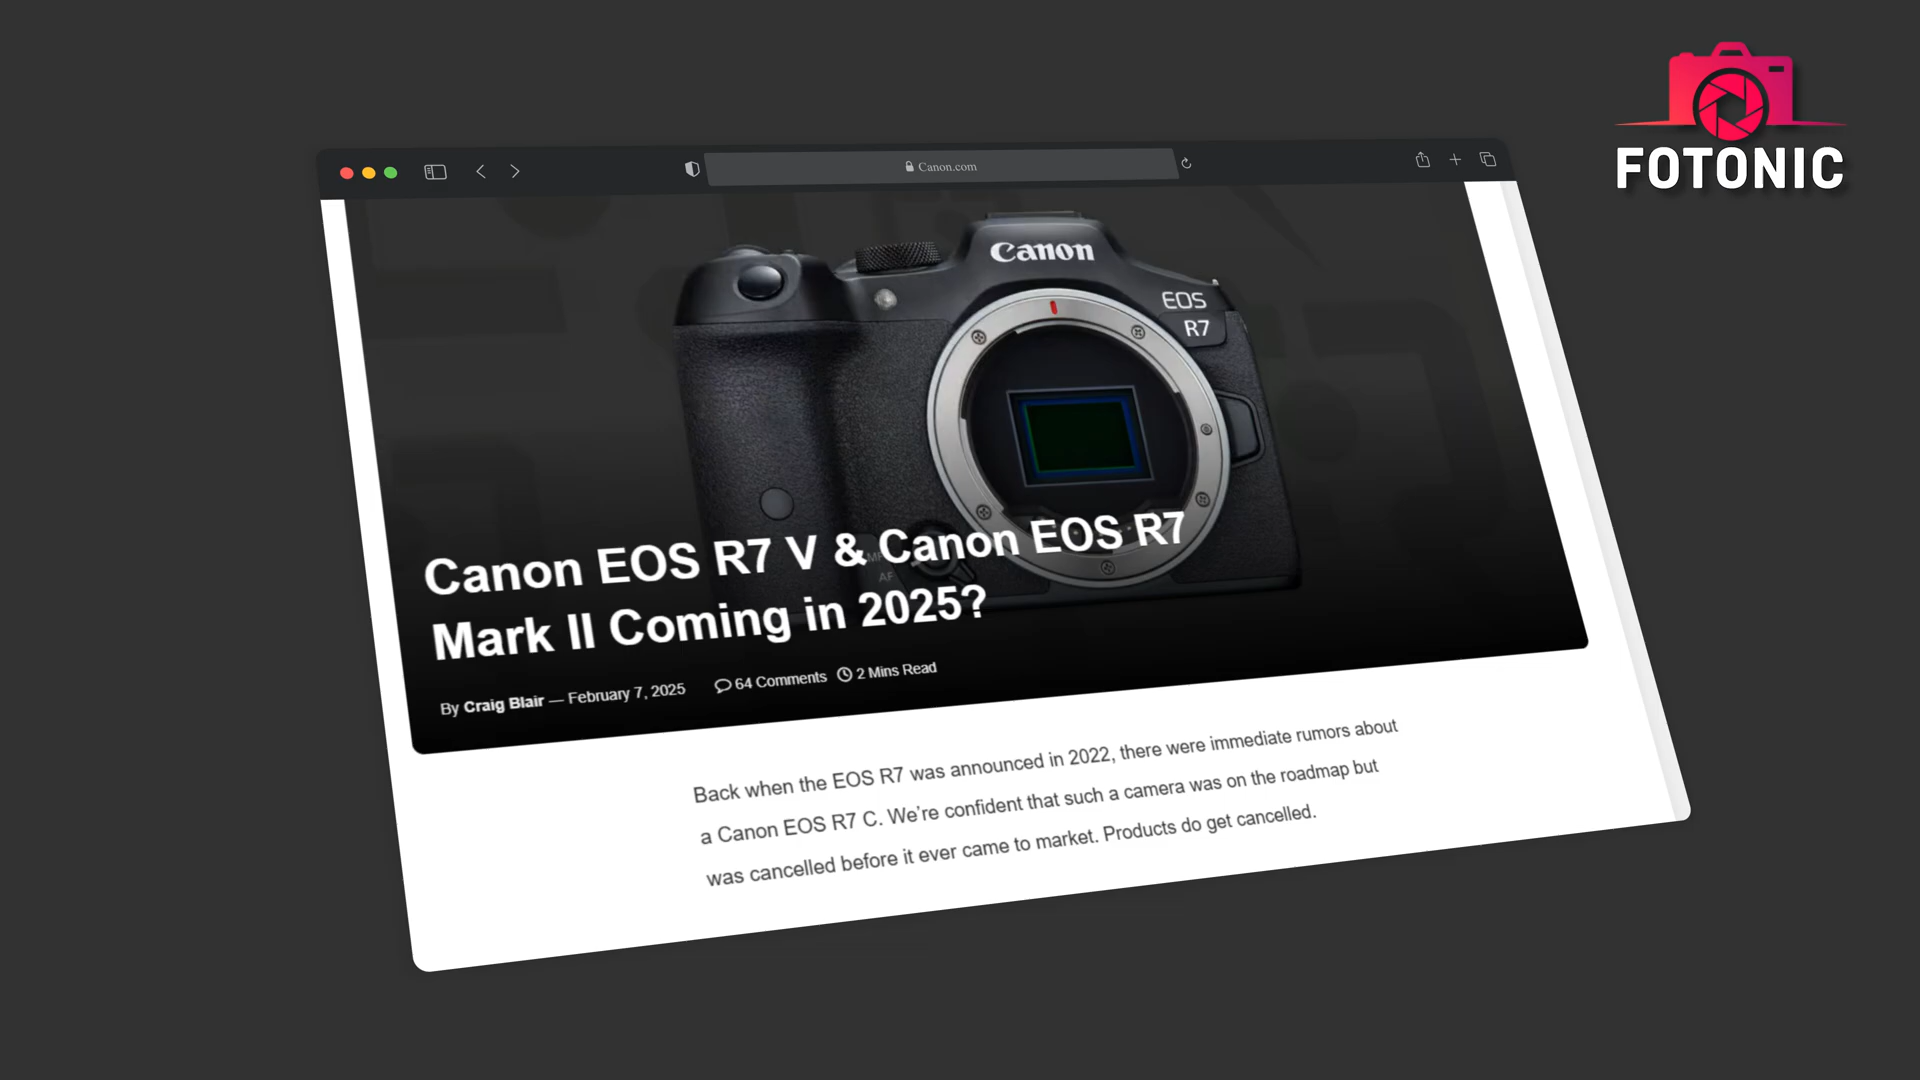 FOTONIC
Canon.com
Canon
EOS
R7
Canon EOS R7 V & Canon EOS R7
Mark II Coming in 2025?
By Craig Blair — February 7, 2025 64 Comments 2 Mins Read
Back when the EOS R7 was announced in 2022, there were immediate rumors about
a Canon EOS R7 C. We're confident that such a camera was on the roadmap but
was cancelled before it ever came to market. Products do get cancelled.
AF